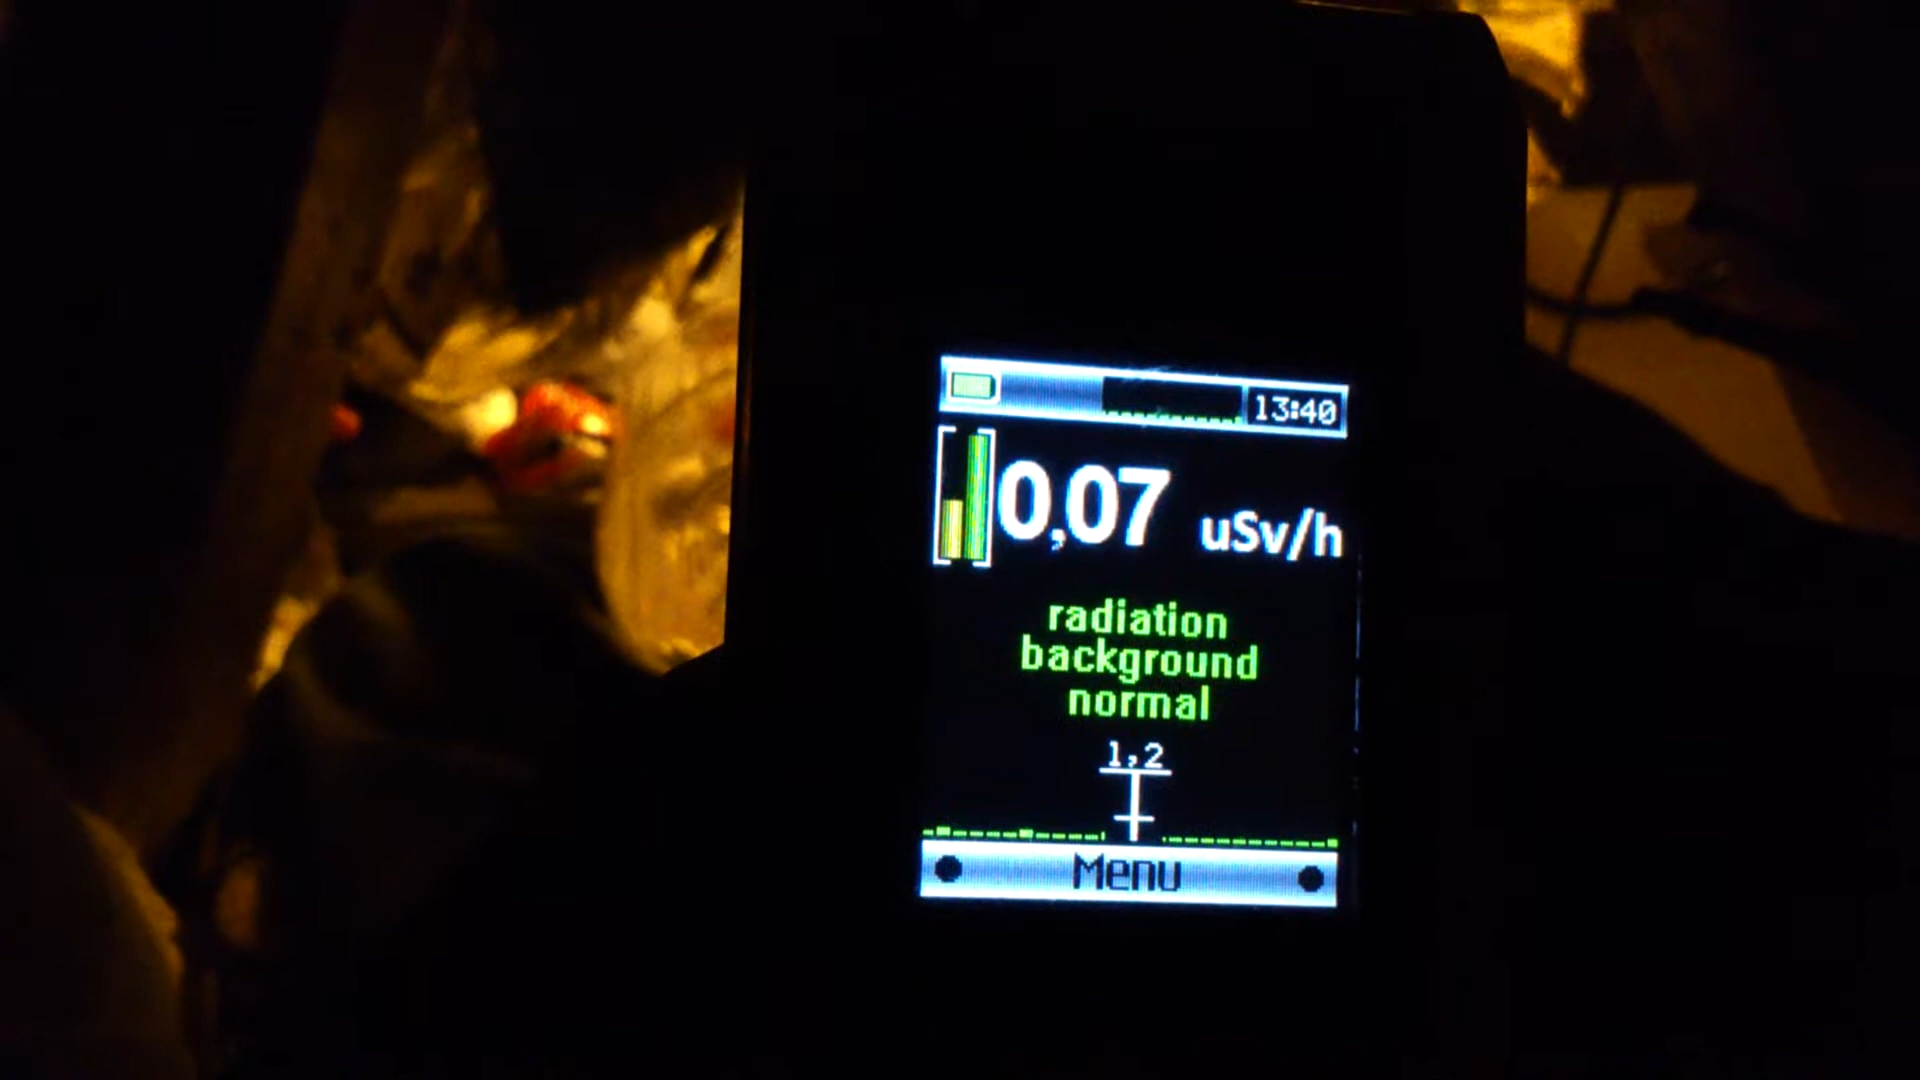 13:40
0,07 uSv/h
radiation
background
normal
1,2
Menu